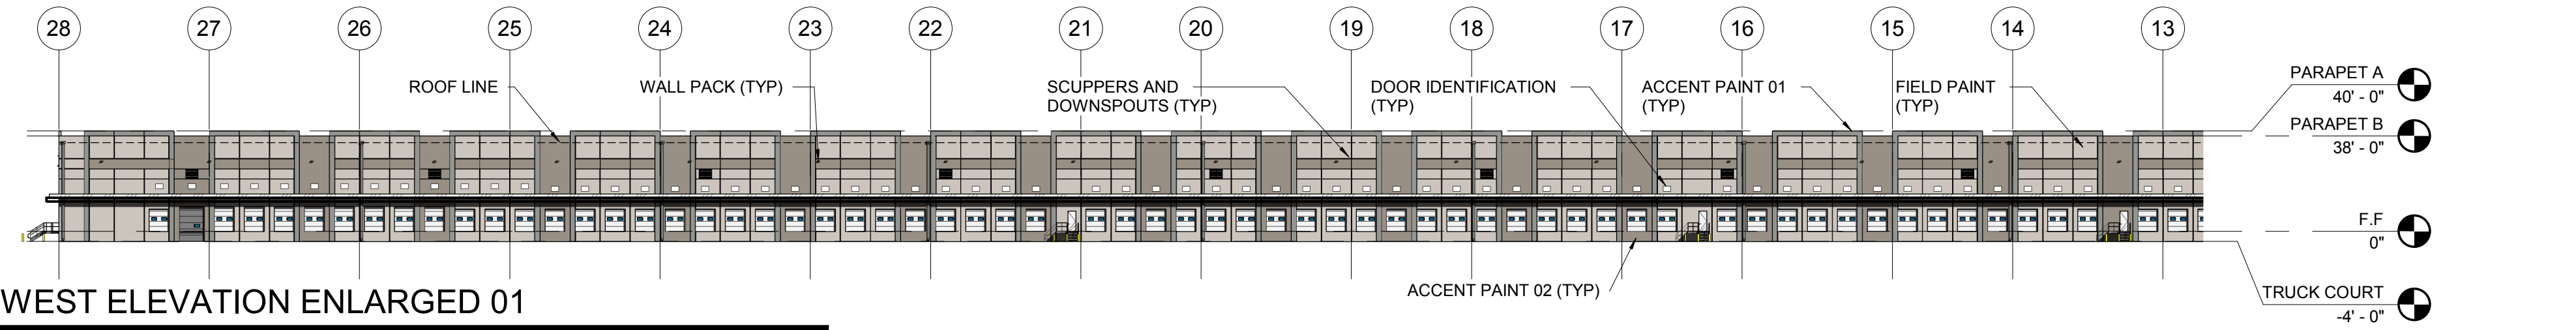 28 27 26 25 24 23 22 21 20 19 18 17 16 15 14 13
ROOF LINE
WALL PACK (TYP)
SCUPPERS AND
DOWNSPOUTS (TYP)
DOOR IDENTIFICATION
(TYP)
ACCENT PAINT 01
(TYP)
FIELD PAINT
(TYP)
PARAPET A
40' - 0"
PARAPET B
38' - 0"
F.F
0"
TRUCK COURT
-4' - 0"
ACCENT PAINT 02 (TYP)
WEST ELEVATION ENLARGED 01